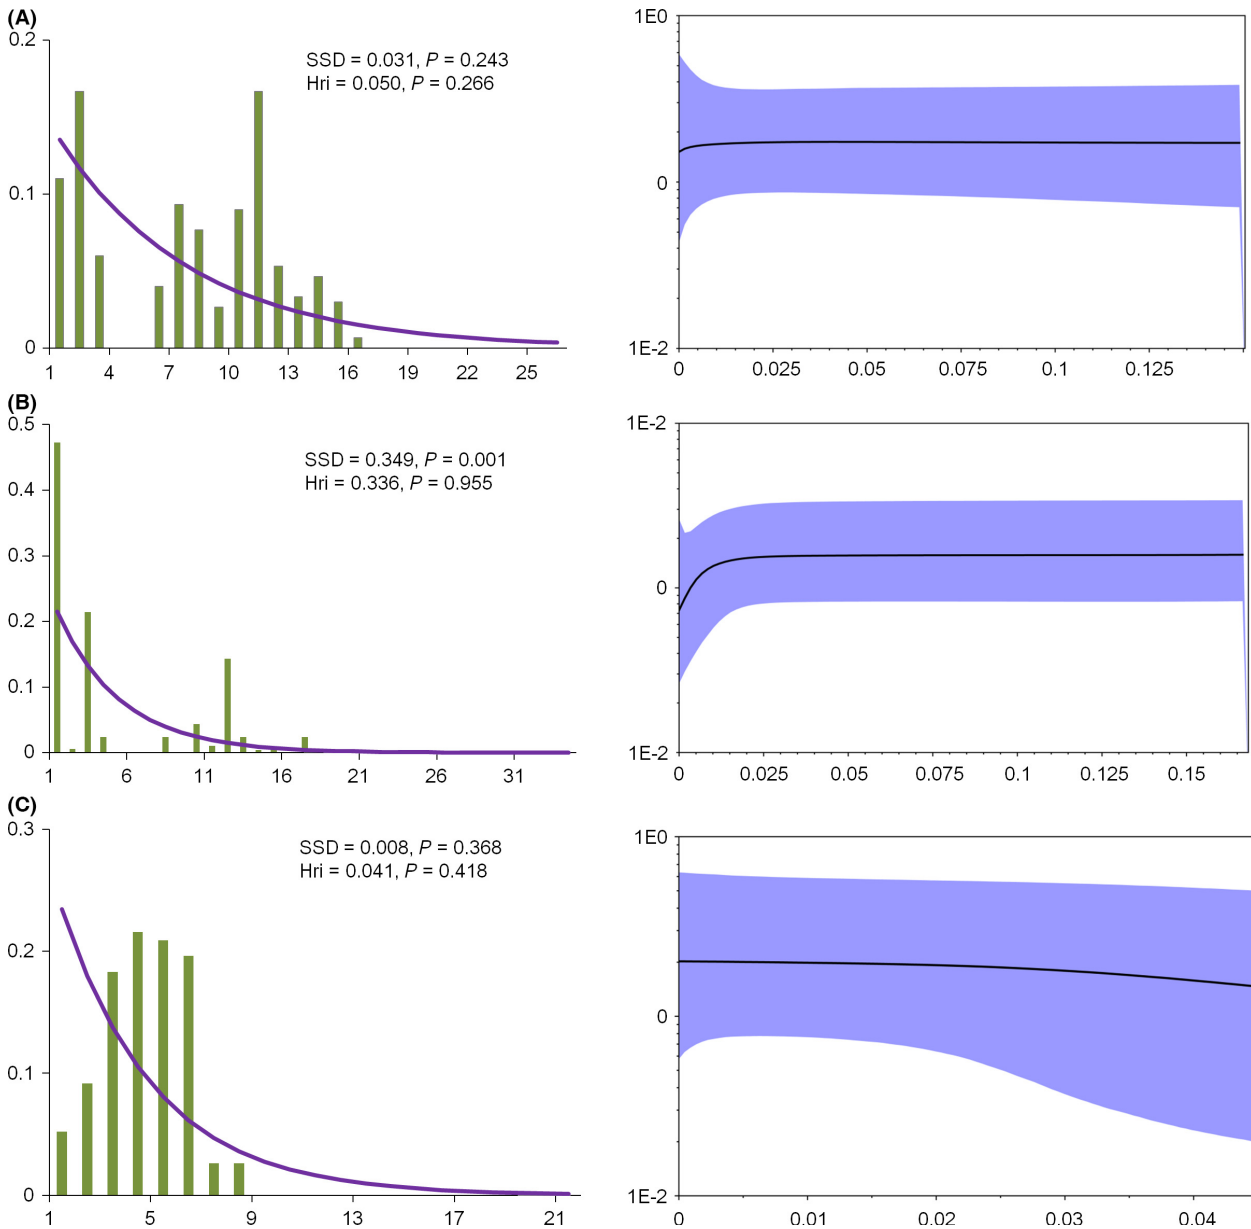 (A)
0.2
0.1
0
SSD = 0.031, P = 0.243
Hri = 0.050, P = 0.266
1 4 7 10 13 16 19 22 25
1E0
0
1E-2
0 0.025 0.05 0.075 0.1 0.125
(B)
0.5
0.4
0.3
0.2
0.1
0
SSD = 0.349, P = 0.001
Hri = 0.336, P = 0.955
1 6 11 16 21 26 31
1E-2
0
1E-2
0 0.025 0.05 0.075 0.1 0.125 0.15
(C)
0.3
0.2
0.1
0
SSD = 0.008, P = 0.368
Hri = 0.041, P = 0.418
1 5 9 13 17 21
1E0
0
1E-2
0 0.01 0.02 0.03 0.04